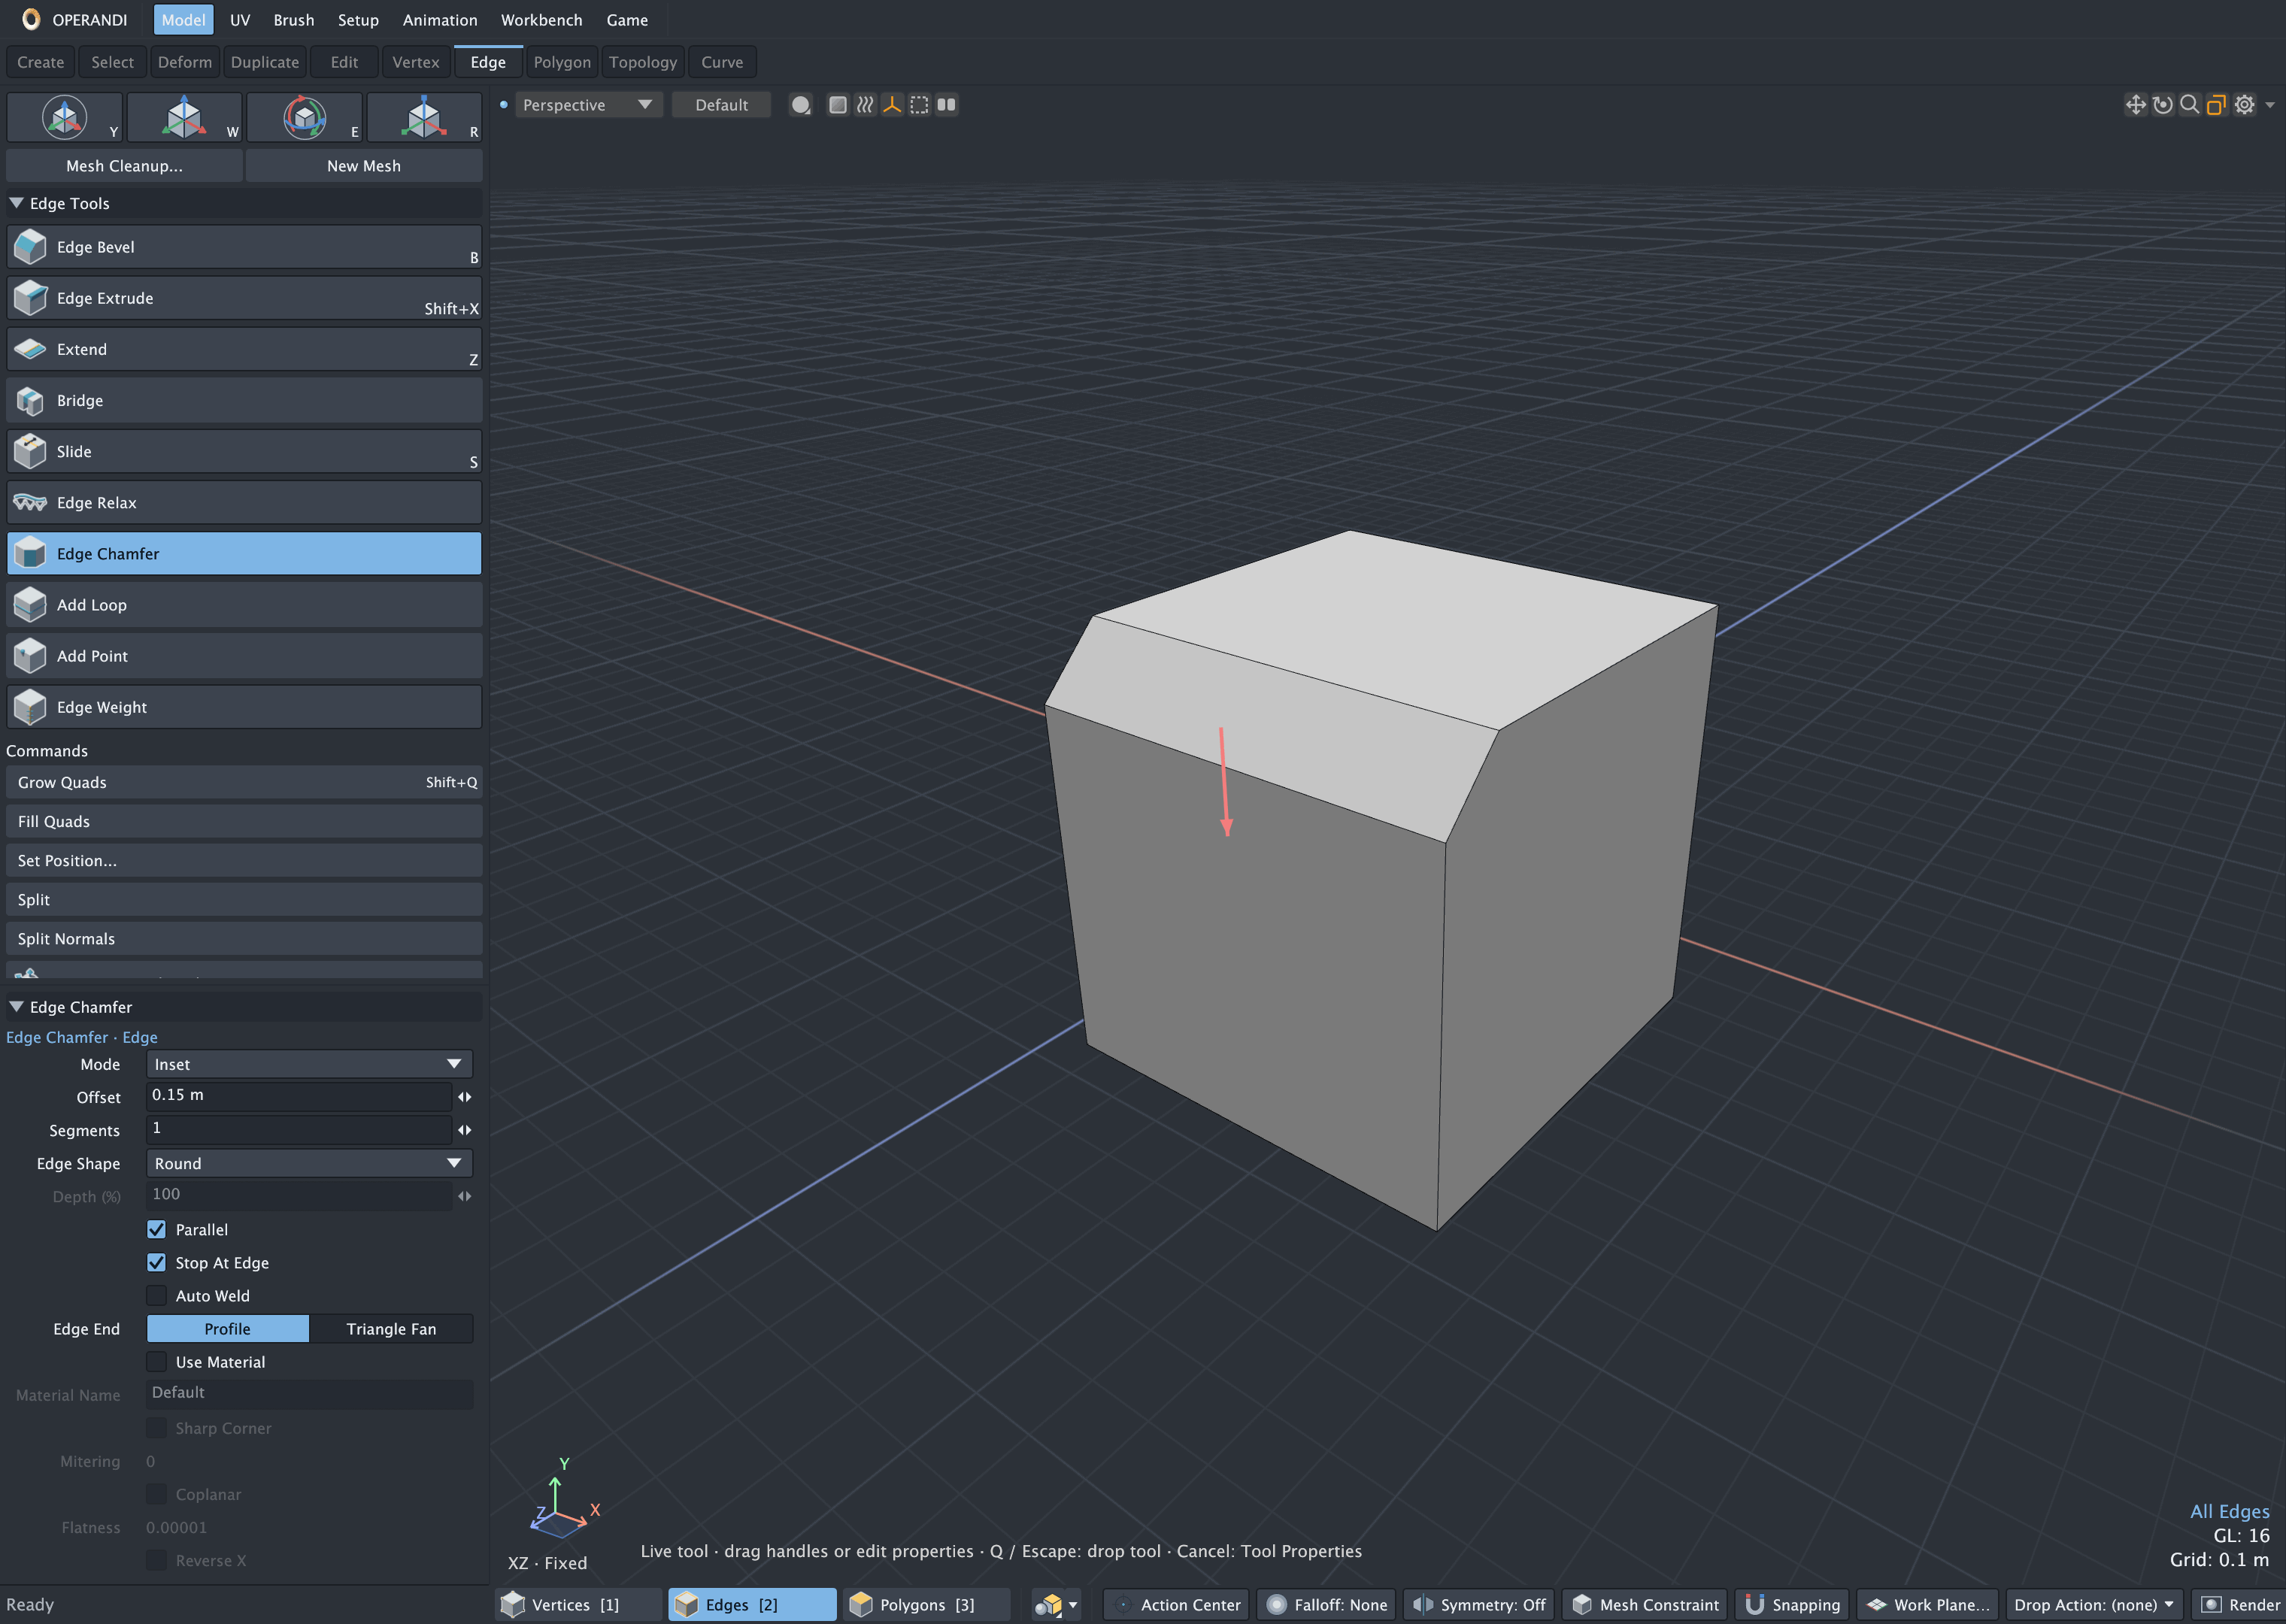 OPERANDI Model UV Brush Setup Animation Workbench Game
Create Select Deform Duplicate Edit Vertex Edge Polygon Topology Curve
Y W E R
Perspective Default
Mesh Cleanup... New Mesh
Edge Tools
Edge Bevel B
Edge Extrude Shift+X
Extend Z
Bridge
Slide S
Edge Relax
Edge Chamfer
Add Loop
Add Point
Edge Weight
Commands
Grow Quads Shift+Q
Fill Quads
Set Position...
Split
Split Normals
Edge Chamfer
Edge Chamfer · Edge
Mode Inset
Offset 0.15 m
Segments 1
Edge Shape Round
Depth (%) 100
Parallel
Stop At Edge
Auto Weld
Edge End Profile Triangle Fan
Use Material
Material Name Default
Sharp Corner
Mitering 0
Coplanar
Flatness 0.00001
Reverse X
Y
Z X
All Edges
GL: 16
Grid: 0.1 m
XZ · Fixed
Live tool · drag handles or edit properties · Q / Escape: drop tool · Cancel: Tool Properties
Ready Vertices [1] Edges [2] Polygons [3] Action Center Falloff: None Symmetry: Off Mesh Constraint Snapping Work Plane... Drop Action: (none) Render